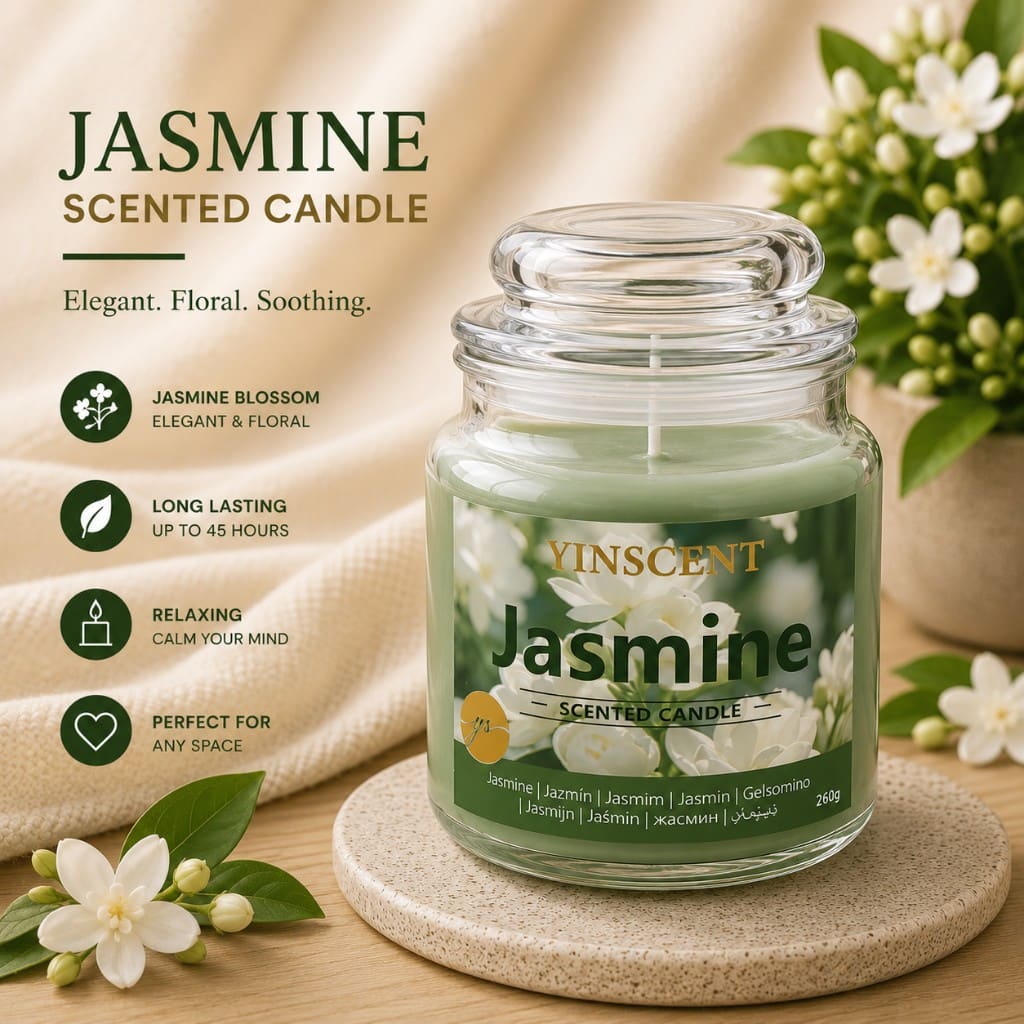 JASMINE
SCENTED CANDLE
Elegant. Floral. Soothing.
JASMINE BLOSSOM
ELEGANT & FLORAL
LONG LASTING
UP TO 45 HOURS
RELAXING
CALM YOUR MIND
PERFECT FOR
ANY SPACE
YINSCENT
Jasmine
SCENTED CANDLE
ys
Jasmine | Jazmín | Jasmim | Jasmin | Gelsomino
| Jasmijn | Jaśmin | жасмин |
260g